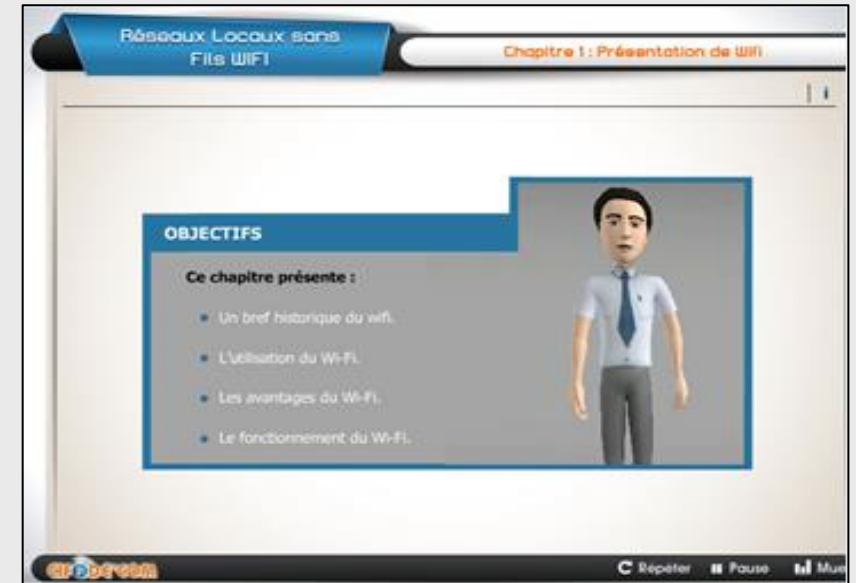 Réseaux Locaux sans
Fils WIFI
Chapitre 1 : Présentation de Wifi
OBJECTIFS
Ce chapitre présente :
Un bref historique du wifi.
L'utilisation du Wi-Fi.
Les avantages du Wi-Fi.
Le fonctionnement du Wi-Fi.
Répéter
Pause